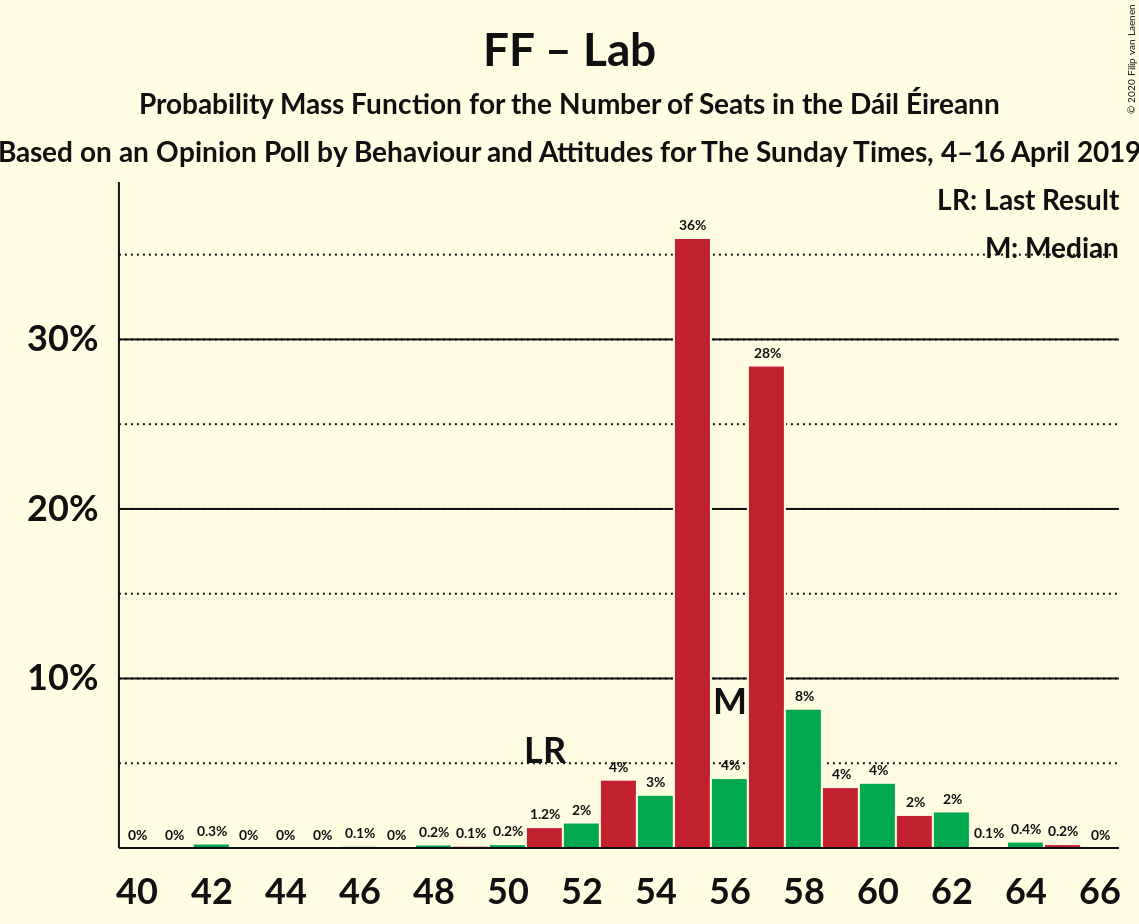 FF – Lab
Probability Mass Function for the Number of Seats in the Dáil Éireann
Based on an Opinion Poll by Behaviour and Attitudes for The Sunday Times, 4–16 April 2019
© 2020 Filip van Laenen
LR: Last Result
M: Median
30%
20%
10%
LR
M
0% 0% 0.3% 0% 0% 0% 0.1% 0% 0.2% 0.1% 0.2% 1.2% 2% 4% 3% 36% 4% 28% 8% 4% 4% 2% 2% 0.1% 0.4% 0.2% 0%
40 42 44 46 48 50 52 54 56 58 60 62 64 66